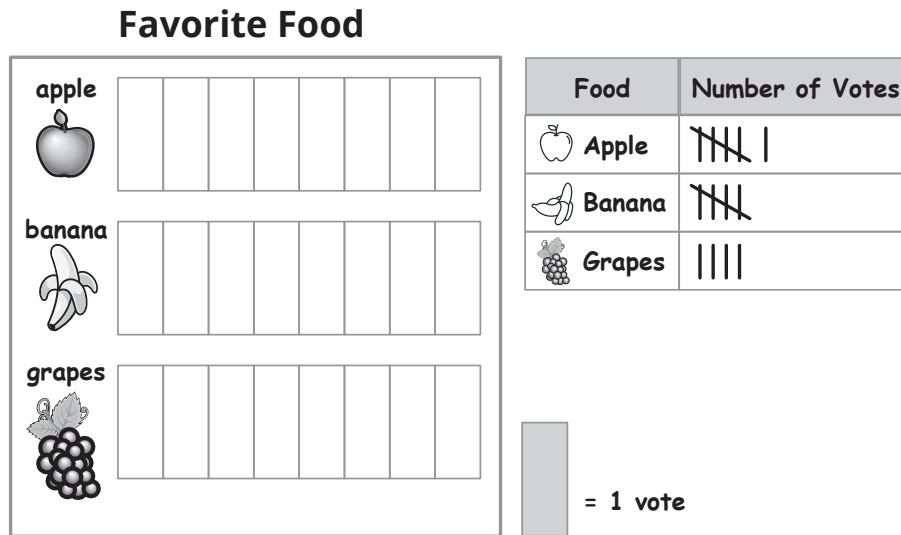 Favorite Food
apple
banana
grapes
Food Number of Votes
Apple
Banana
Grapes
= 1 vote